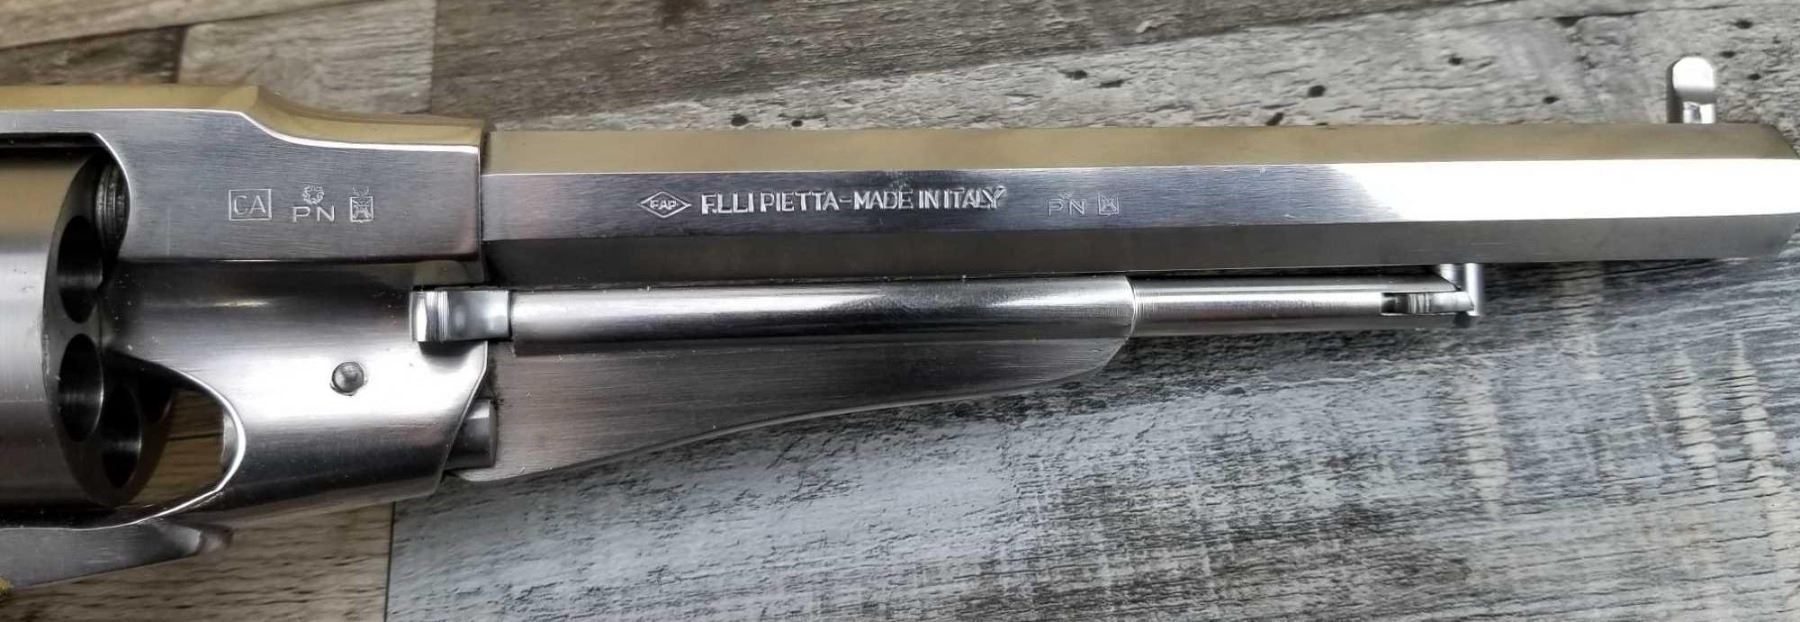 CA PN
FAP F.LLI PIETTA-MADE IN ITALY PN